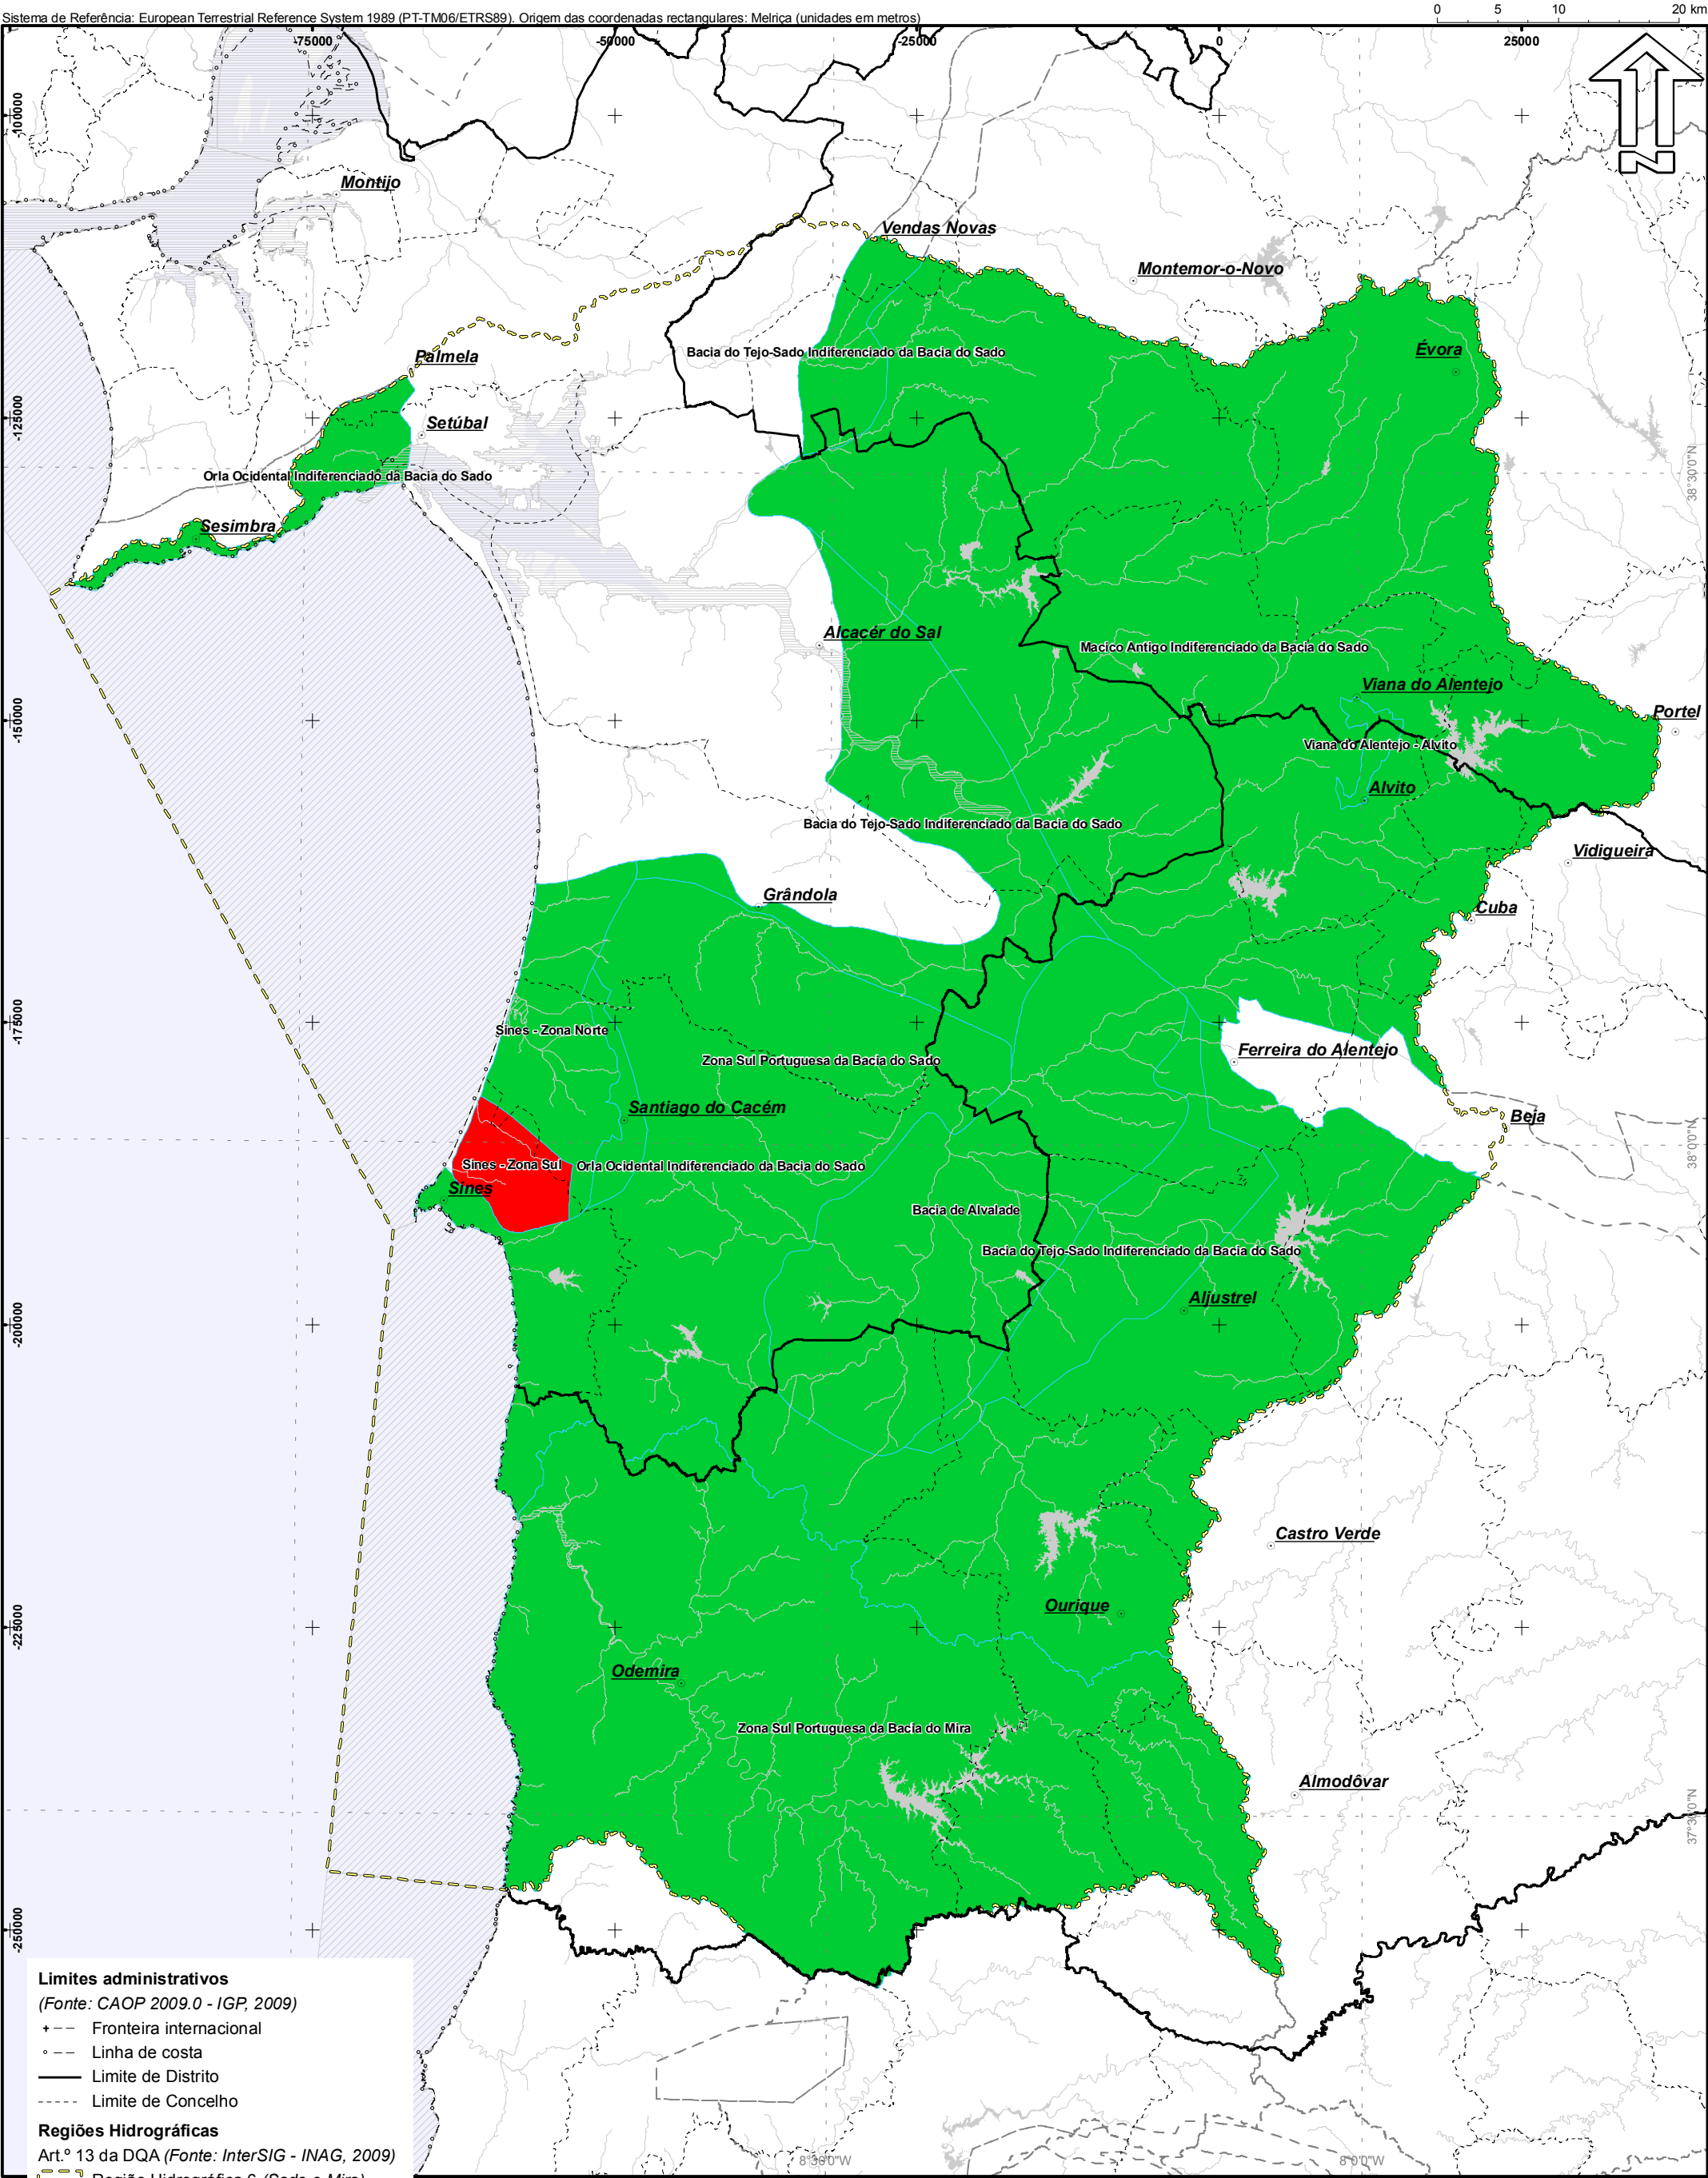 Sistema de Referência: European Terrestrial Reference System 1989 (PT-TM06/ETRS89). Origem das coordenadas rectangulares: Melriça (unidades em metros)
0 5 10 20 km
-75000 -50000 -25000 0 25000
N
-100000
Montijo
Vendas Novas
Montemor-o-Novo
Bacia do Tejo-Sado Indiferenciado da Bacia do Sado
Évora
Palmela
-125000
Setúbal
Orla Ocidental Indiferenciado da Bacia do Sado
38°30'0"N
Sesimbra
Alcacér do Sal
Macico Antigo Indiferenciado da Bacia do Sado
Viana do Alentejo
Portel
-150000
Viana do Alentejo - Alvito
Alvito
Bacia do Tejo-Sado Indiferenciado da Bacia do Sado
Vidigueira
Grândola
Cuba
-175000
Sines - Zona Norte
Ferreira do Alentejo
Zona Sul Portuguesa da Bacia do Sado
Santiago do Cacém
Beja
38°0'0"N
Sines - Zona Sul
Orla Ocidental Indiferenciado da Bacia do Sado
Sines
Bacia de Alvalade
Bacia do Tejo-Sado Indiferenciado da Bacia do Sado
Aljustrel
-200000
Castro Verde
Ourique
-225000
Odemira
Zona Sul Portuguesa da Bacia do Mira
Almodôvar
37°30'0"N
-250000
Limites administrativos
(Fonte: CAOP 2009.0 - IGP, 2009)
Fronteira internacional
Linha de costa
Limite de Distrito
Limite de Concelho
Regiões Hidrográficas
Art.º 13 da DQA (Fonte: InterSIG - INAG, 2009)
Região Hidrográfica 6 (Sado e Mira)
8°30'0"W
8°0'0"W